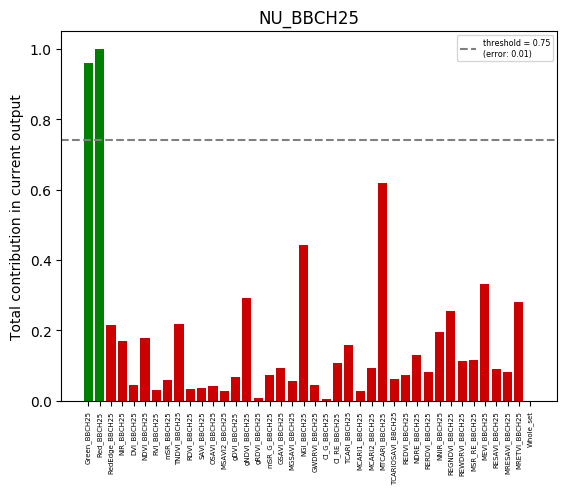 NU_BBCH25
threshold = 0.75
(error: 0.01)
Total contribution in current output
1.0
0.8
0.6
0.4
0.2
0.0
Green_BBCH25
Red_BBCH25
RedEdge_BBCH25
NIR_BBCH25
DVI_BBCH25
NDVI_BBCH25
RVI_BBCH25
mSR_BBCH25
TNDVI_BBCH25
RDVI_BBCH25
SAVI_BBCH25
OSAVI_BBCH25
MSAVI2_BBCH25
gDVI_BBCH25
gNDVI_BBCH25
gRDVI_BBCH25
mSR_G_BBCH25
GSAVI_BBCH25
MGSAVI_BBCH25
NGI_BBCH25
GWDRVI_BBCH25
CI_G_BBCH25
CI_RE_BBCH25
TCARI_BBCH25
MCARI1_BBCH25
MCARI2_BBCH25
MTCARI_BBCH25
TCARIOSAVI_BBCH25
REDVI_BBCH25
NDRE_BBCH25
RERDVI_BBCH25
NNIR_BBCH25
REGNDVI_BBCH25
REWDRVI_BBCH25
MSR_RE_BBCH25
MEVI_BBCH25
RESAVI_BBCH25
MRESAVI_BBCH25
MRETVI_BBCH25
Whole_set